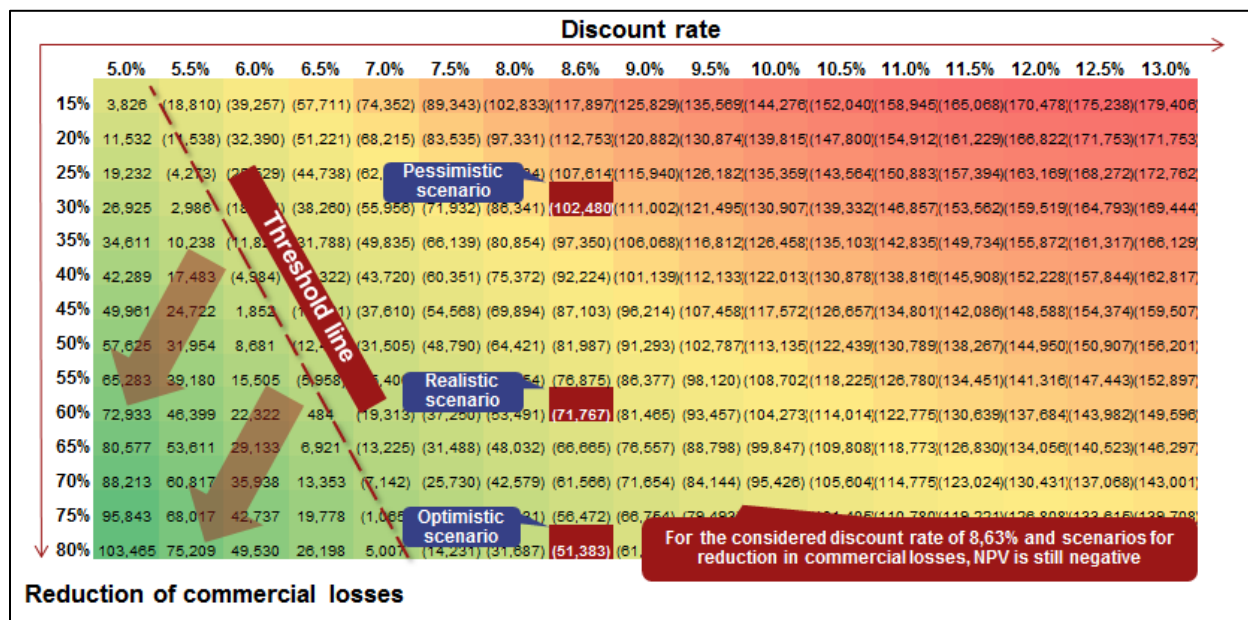 Discount rate
5.0% 5.5% 6.0% 6.5% 7.0% 7.5% 8.0% 8.6% 9.0% 9.5% 10.0% 10.5% 11.0% 11.5% 12.0% 12.5% 13.0%
15% 3,826 (18,810) (39,257) (57,711) (74,352) (89,343) (102,833) (117,897) (125,829) (135,569) (144,276) (152,040) (158,945) (165,068) (170,478) (175,238) (179,406)
20% 11,532 (11,538) (32,390) (51,221) (68,215) (83,535) (97,331) (112,753) (120,882) (130,874) (139,815) (147,800) (154,912) (161,229) (166,822) (171,753) (171,753)
25% 19,232 (4,273) (44,738) (107,614) (115,940) (126,182) (135,359) (143,564) (150,883) (157,394) (163,169) (168,272) (172,762)
Pessimistic
scenario
30% 26,925 2,986 (38,260) (55,956) (71,932) (86,341) (102,480) (111,002) (121,495) (130,907) (139,332) (146,857) (153,562) (159,519) (164,793) (169,444)
35% 34,611 10,238 (49,835) (66,139) (80,854) (97,350) (106,068) (116,812) (126,458) (135,103) (142,835) (149,734) (155,872) (161,317) (166,129)
40% 42,289 17,483 (4,984) (43,720) (60,351) (75,372) (92,224) (101,139) (112,133) (122,013) (130,878) (138,816) (145,908) (152,228) (157,844) (162,817)
Threshold line
45% 49,961 24,722 1,852 (37,610) (54,568) (69,894) (87,103) (96,214) (107,458) (117,572) (126,657) (134,801) (142,086) (148,588) (154,374) (159,507)
50% 57,625 31,954 8,681 (31,505) (48,790) (64,421) (81,987) (91,293) (102,787) (113,135) (122,439) (130,789) (138,267) (144,950) (150,907) (156,201)
55% 65,283 39,180 15,505 (5,958) (76,875) (86,377) (98,120) (108,702) (118,225) (126,780) (134,451) (141,316) (147,443) (152,897)
Realistic
scenario
60% 72,933 46,399 22,322 484 (19,313) (37,250) (53,491) (71,767) (81,465) (93,457) (104,273) (114,014) (122,775) (130,639) (137,684) (143,982) (149,596)
65% 80,577 53,611 29,133 6,921 (13,225) (31,488) (48,032) (66,665) (76,557) (88,798) (99,847) (109,808) (118,773) (126,830) (134,056) (140,523) (146,297)
70% 88,213 60,817 35,938 13,353 (7,142) (25,730) (42,579) (61,566) (71,654) (84,144) (95,426) (105,604) (114,775) (123,024) (130,431) (137,068) (143,001)
75% 95,843 68,017 42,737 19,778 (1,065) (56,472) (66,754)
Optimistic
scenario
80% 103,465 75,209 49,530 26,198 5,007 (14,231) (31,687) (51,383)
For the considered discount rate of 8,63% and scenarios for
reduction in commercial losses, NPV is still negative
Reduction of commercial losses